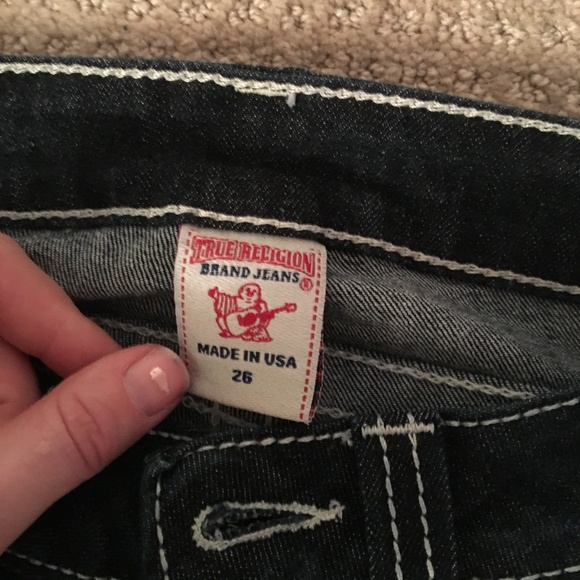 TRUE RELIGION
BRAND JEANS ®
MADE IN USA
26